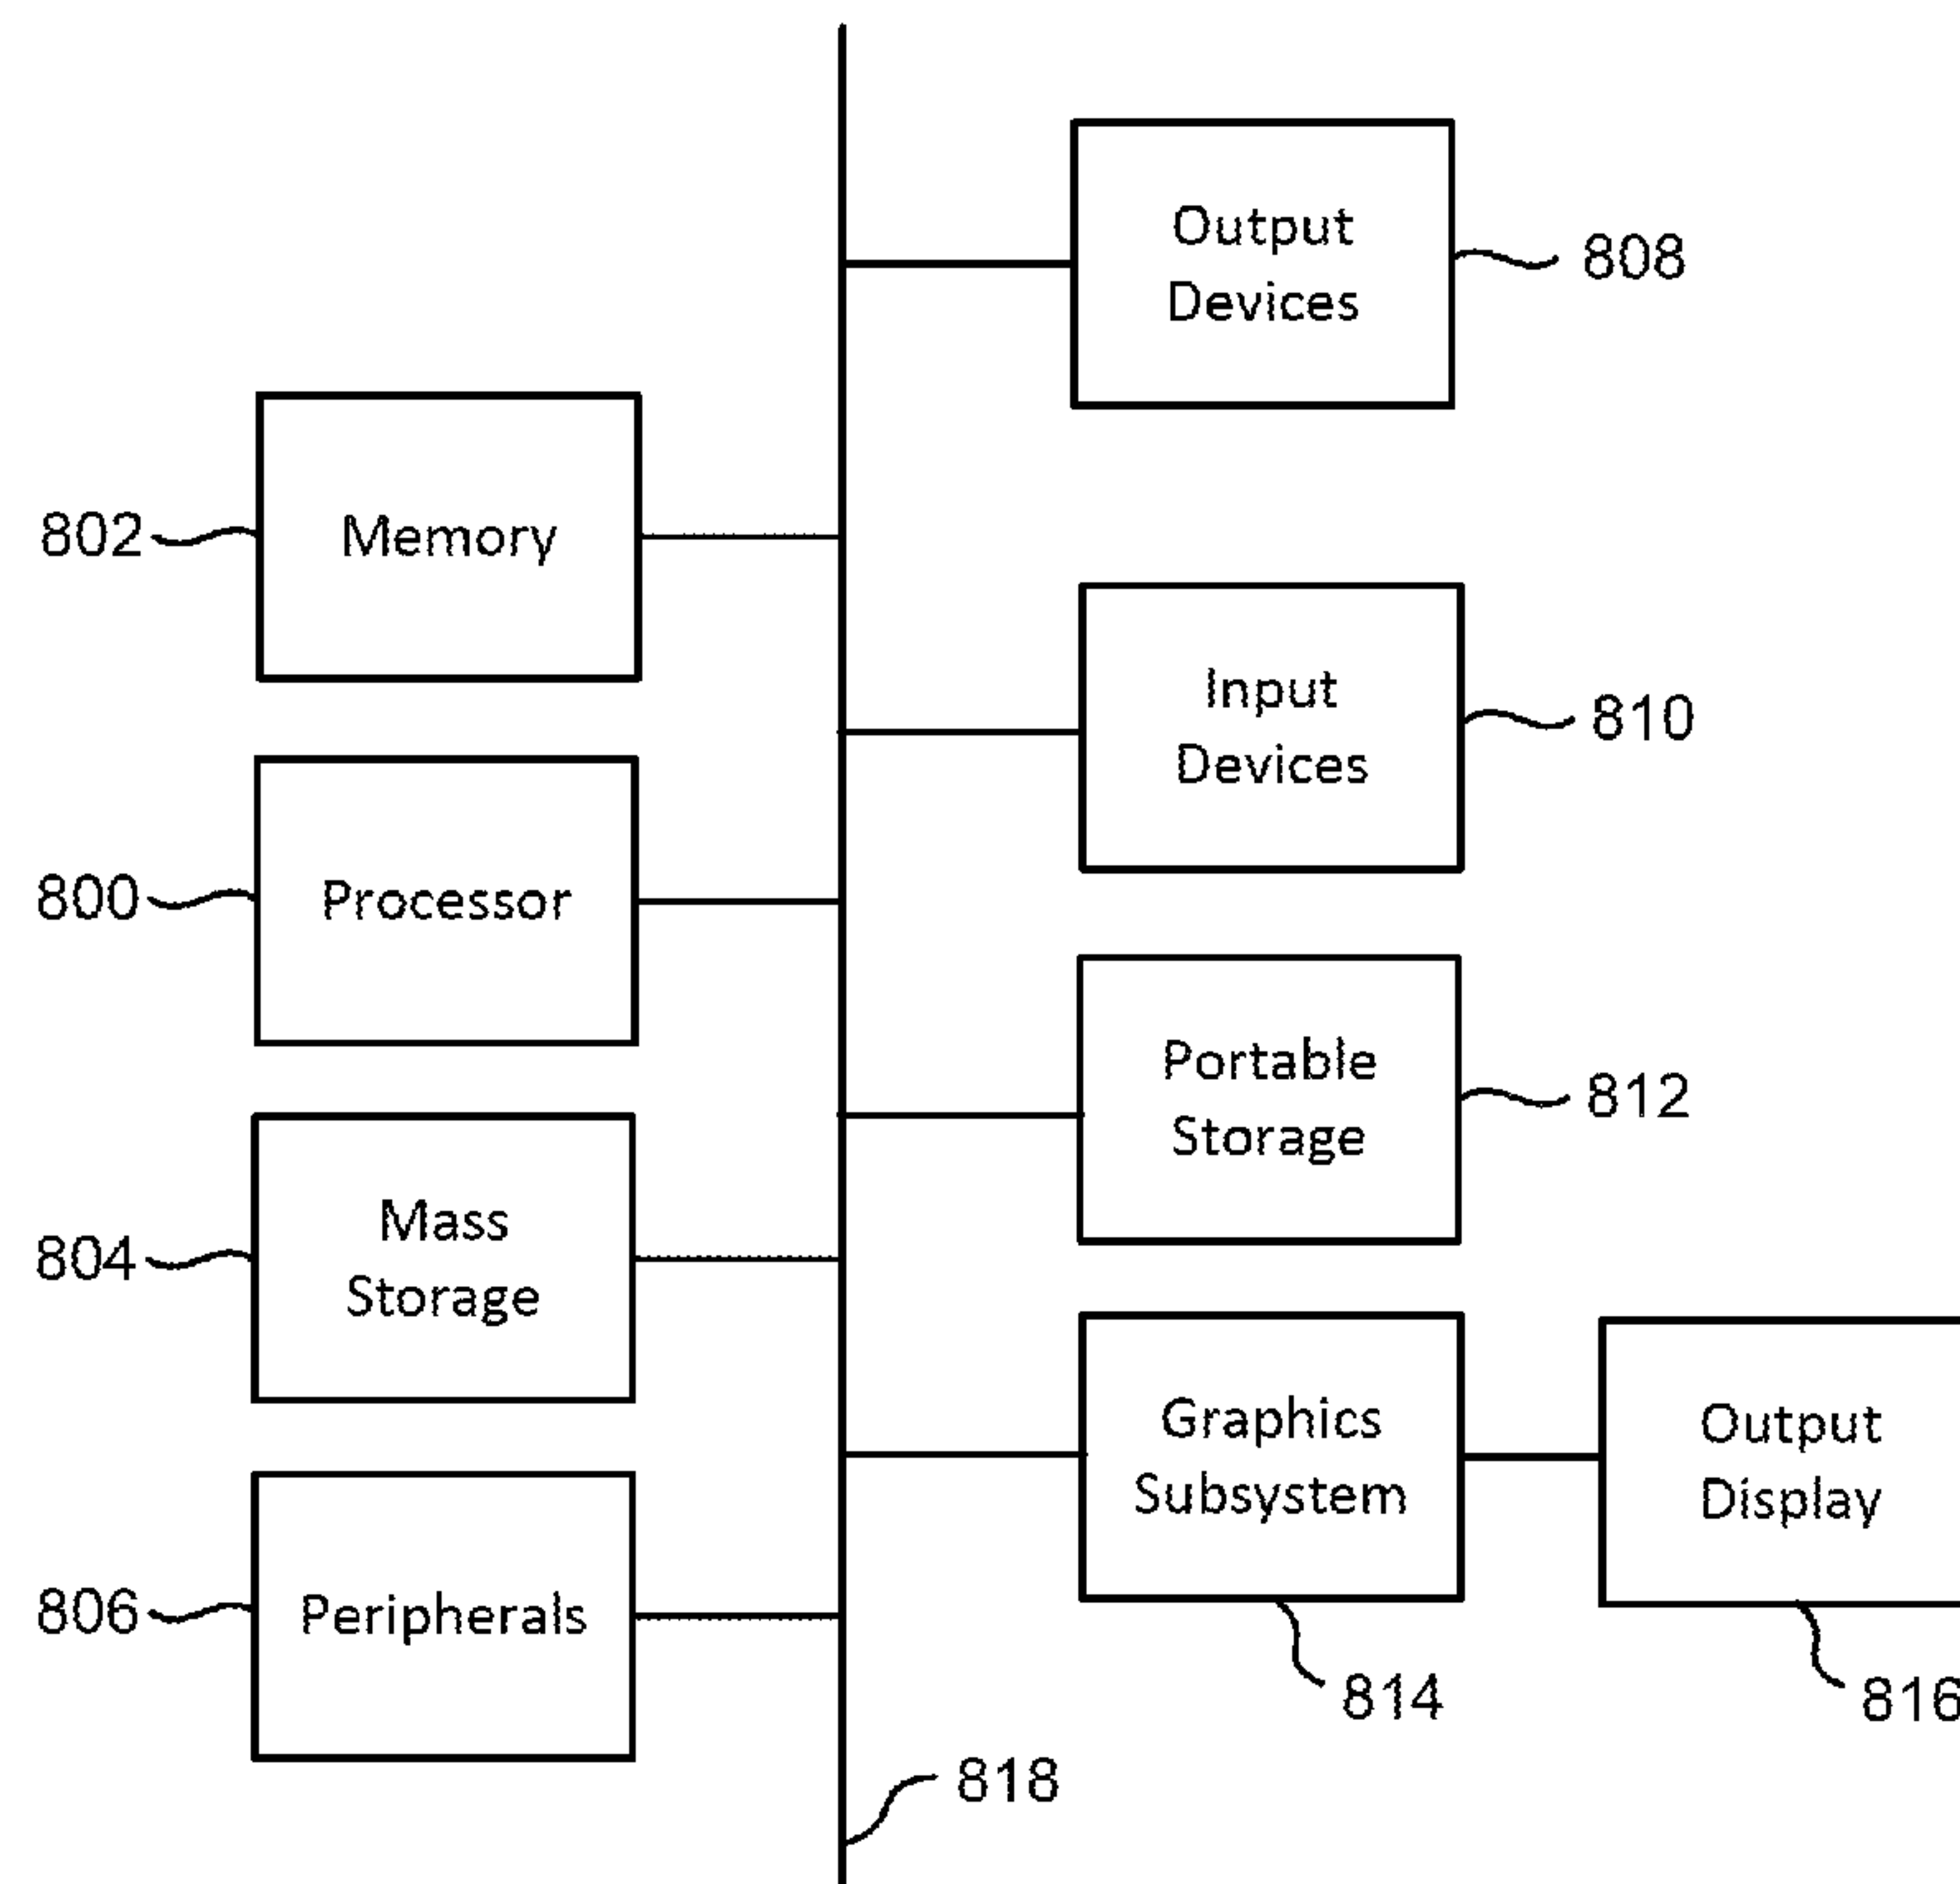 Output
Devices
808
802
Memory
Input
Devices
810
800
Processor
Portable
Storage
812
Mass
Storage
804
Graphics
Subsystem
Output
Display
806
Peripherals
814
816
818